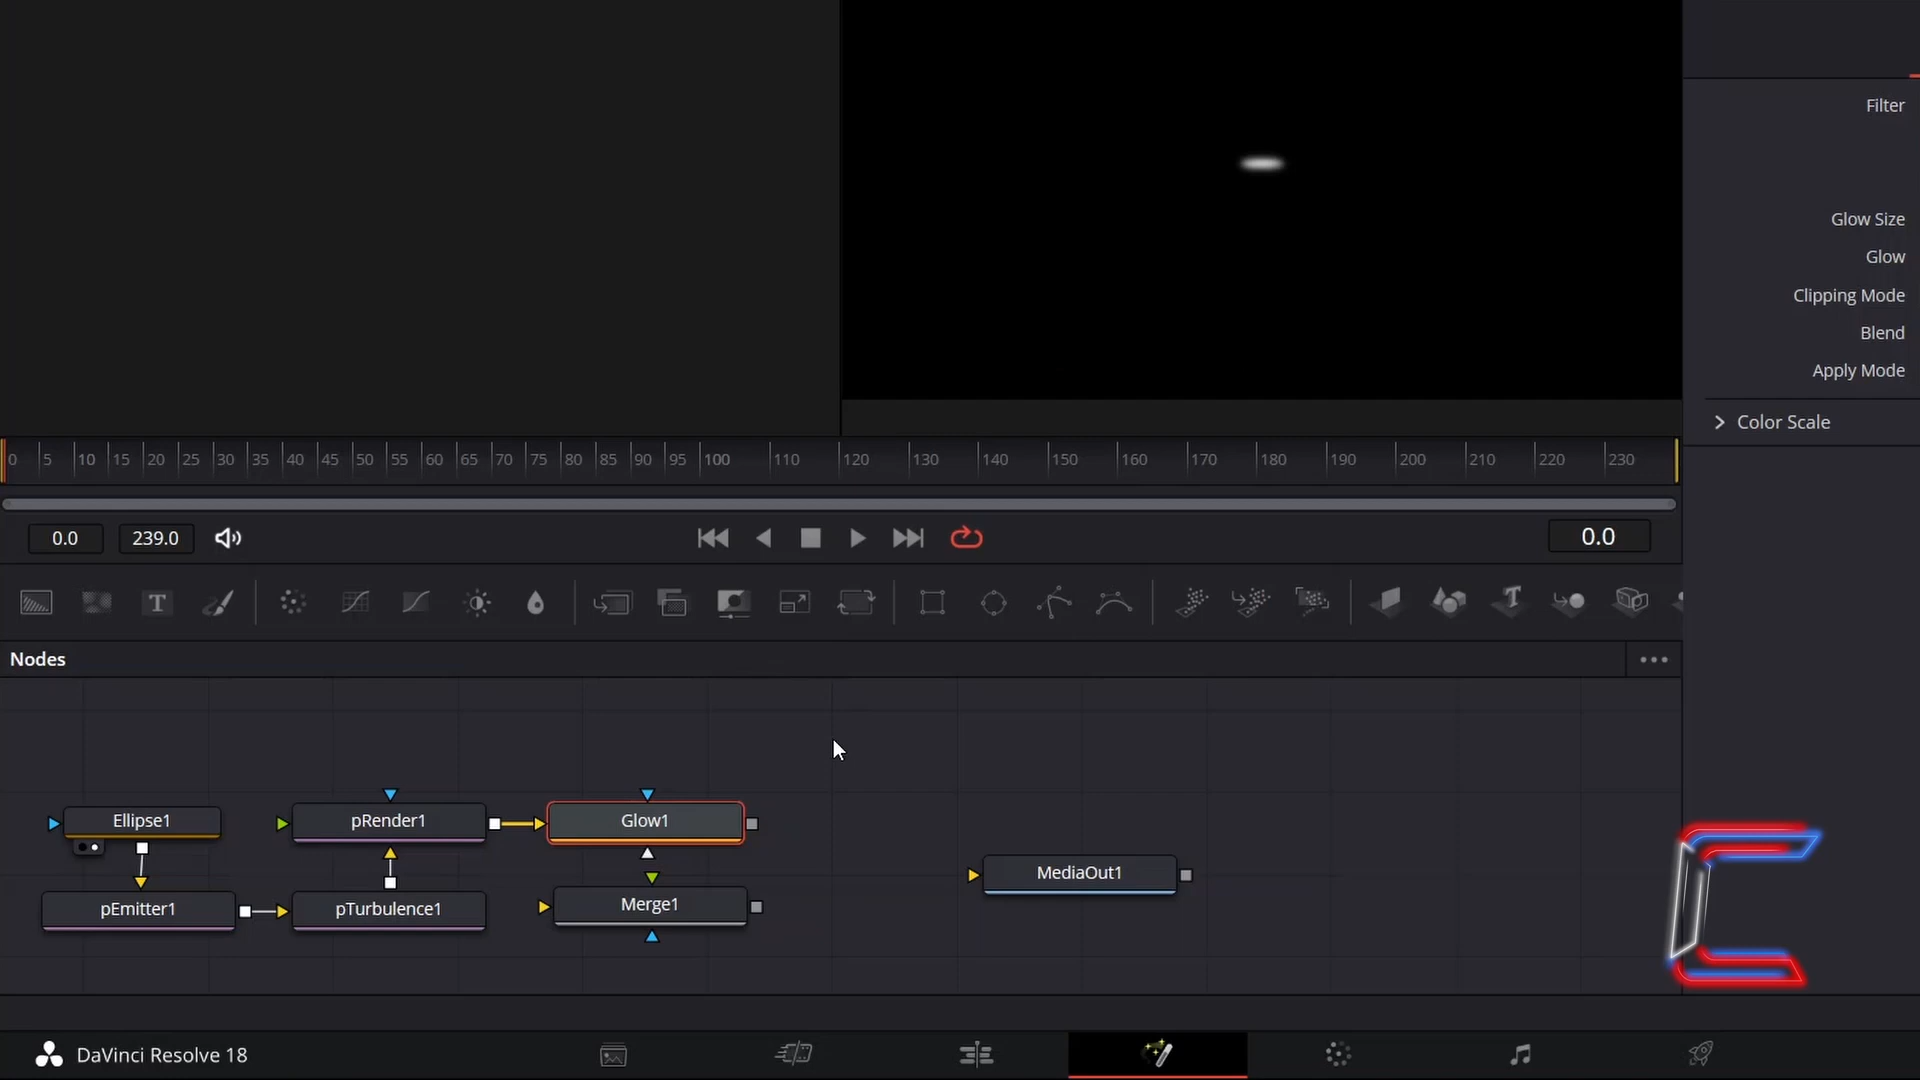 Filter
Glow Size
Glow
Clipping Mode
Blend
Apply Mode
Color Scale
0 5 10 15 20 25 30 35 40 45 50 55 60 65 70 75 80 85 90 95 100 110 120 130 140 150 160 170 180 190 200 210 220 230
0.0 239.0 0.0
T
Nodes
Ellipse1 pRender1 Glow1
MediaOut1
pEmitter1 pTurbulence1 Merge1
DaVinci Resolve 18